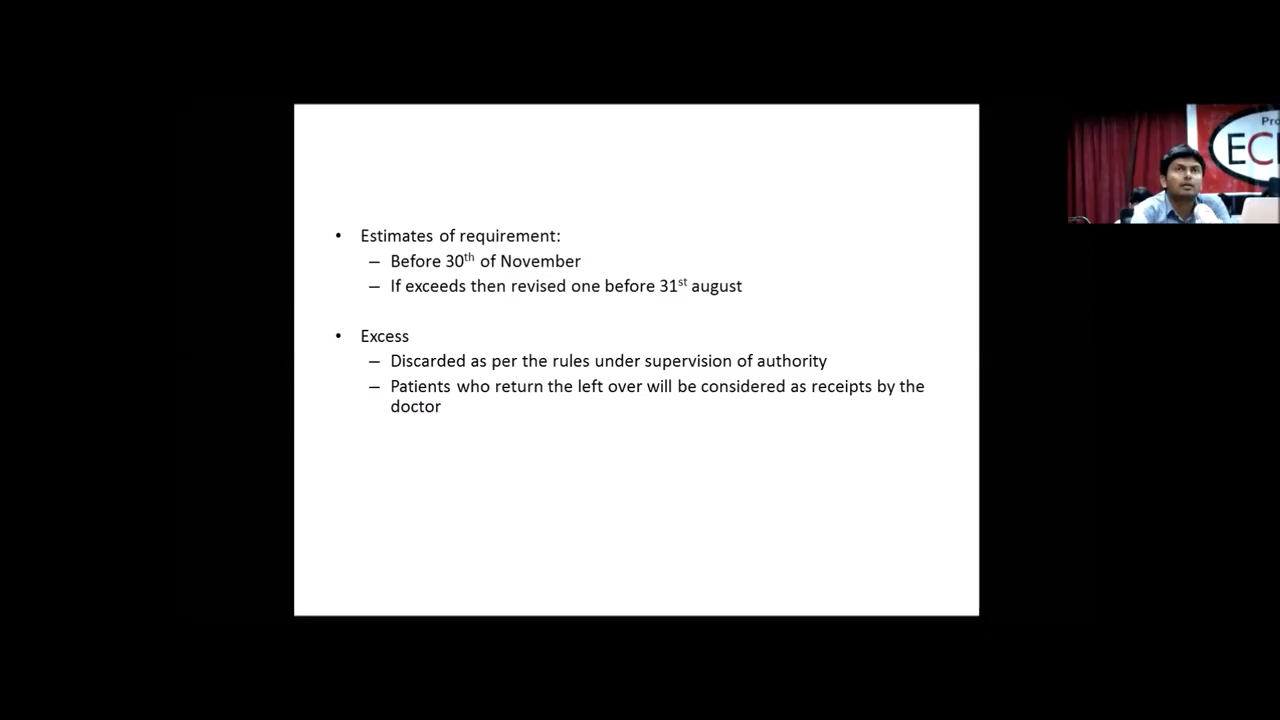 Pro
EC
• Estimates of requirement:
– Before 30th of November
– If exceeds then revised one before 31st august
• Excess
– Discarded as per the rules under supervision of authority
– Patients who return the left over will be considered as receipts by the
doctor